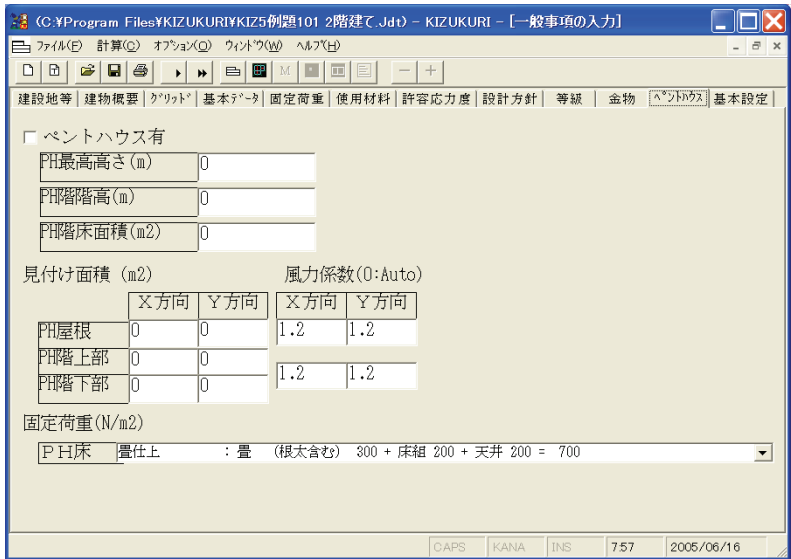 (C:¥Program Files¥KIZUKURI¥KIZ5例題101 2階建て.Jdt) - KIZUKURI - [一般事項の入力]
ファイル(F) 計算(C) オプション(O) ウィンドウ(W) ヘルプ(H)
建設地等 建物概要 グリッド 基本データ 固定荷重 使用材料 許容応力度 設計方針 等級 金物 ペントハウス 基本設定
ペントハウス有
PH最高高さ(m) 0
PH階階高(m) 0
PH階床面積(m2) 0
見付け面積 (m2) 風力係数(0:Auto)
X方向 Y方向 X方向 Y方向
PH屋根 0 0 1.2 1.2
PH階上部 0 0
1.2 1.2
PH階下部 0 0
固定荷重(N/m2)
PH床 畳仕上 : 畳 (根太含む) 300 + 床組 200 + 天井 200 = 700
CAPS KANA INS 7:57 2005/06/16